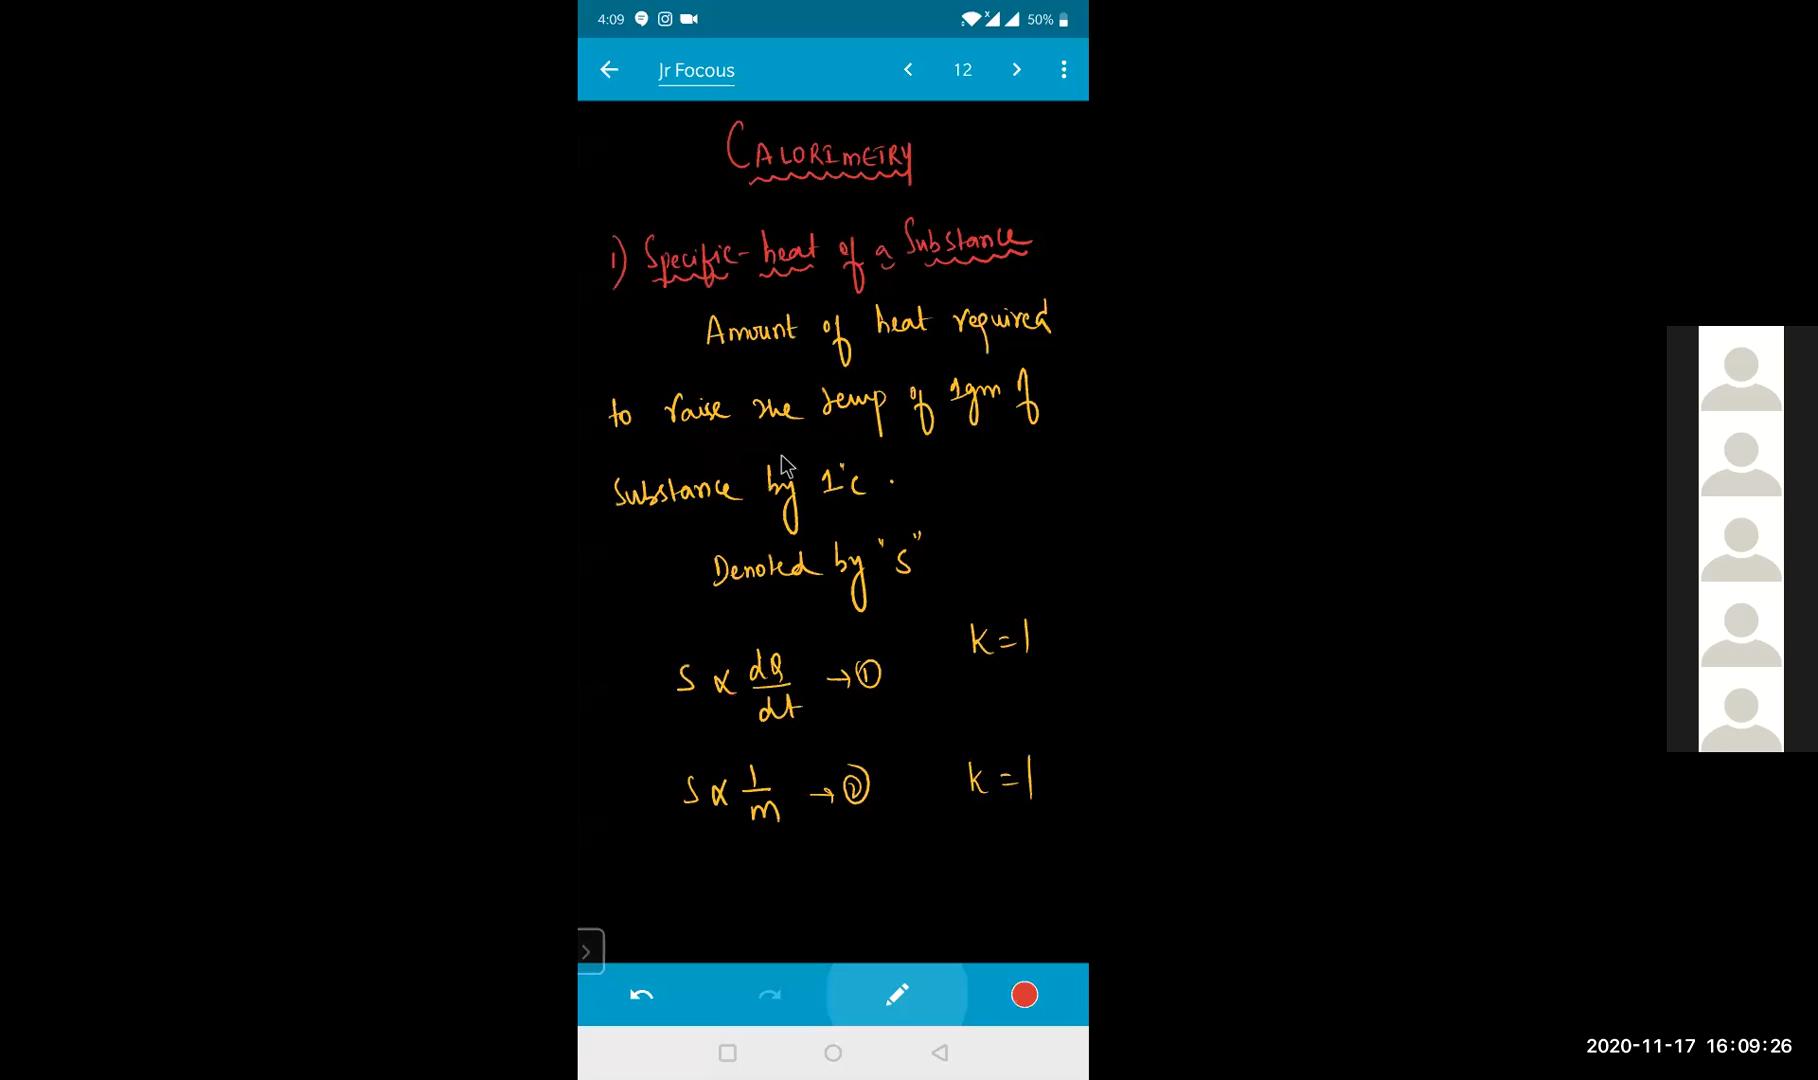 4:09
50%
Jr Focous
12
CALORIMETRY
1) Specific-heat of a Substance
Amount of heat required
to raise the temp of 1gm of
Substance by 1°c.
Denoted by "s"
k=1
S ∝ dQ/dt → ①
S ∝ 1/m → ②
k=1
2020-11-17 16:09:26